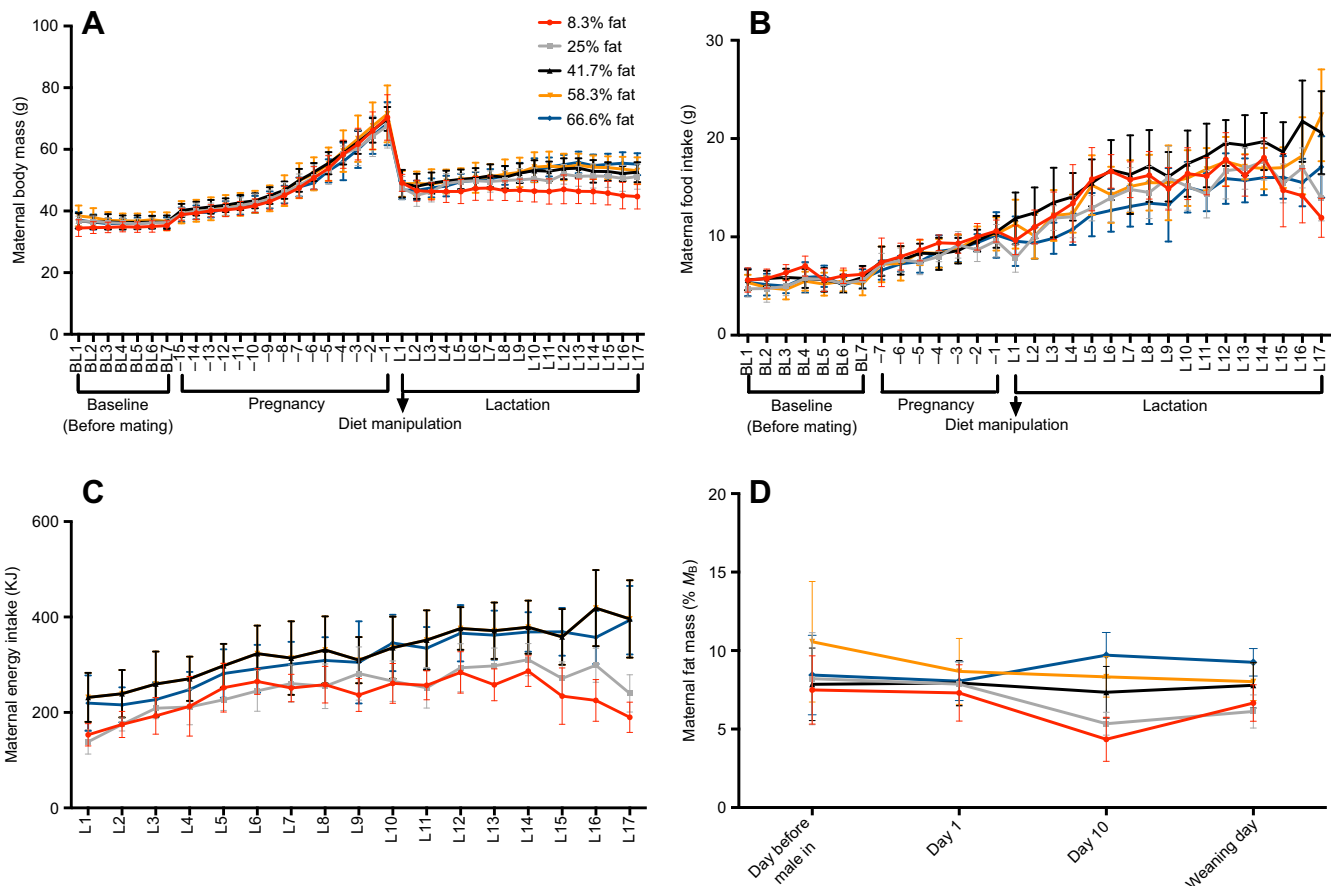 A
Maternal body mass (g)
100
80
60
40
20
0
8.3% fat
25% fat
41.7% fat
58.3% fat
66.6% fat
BL1 BL2 BL3 BL4 BL5 BL6 BL7 –15 –14 –13 –12 –11 –10 –9 –8 –7 –6 –5 –4 –3 –2 –1 L1 L2 L3 L4 L5 L6 L7 L8 L9 L10 L11 L12 L13 L14 L15 L16 L17
Baseline
(Before mating)
Pregnancy
Diet manipulation
Lactation
B
Maternal food intake (g)
30
20
10
0
BL1 BL2 BL3 BL4 BL5 BL6 BL7 –7 –6 –5 –4 –3 –2 –1 L1 L2 L3 L4 L5 L6 L7 L8 L9 L10 L11 L12 L13 L14 L15 L16 L17
Baseline
(Before mating)
Pregnancy
Diet manipulation
Lactation
C
Maternal energy intake (KJ)
600
400
200
0
L1 L2 L3 L4 L5 L6 L7 L8 L9 L10 L11 L12 L13 L14 L15 L16 L17
D
Maternal fat mass (% MB)
20
15
10
5
0
Day before
male in
Day 1
Day 10
Weaning day